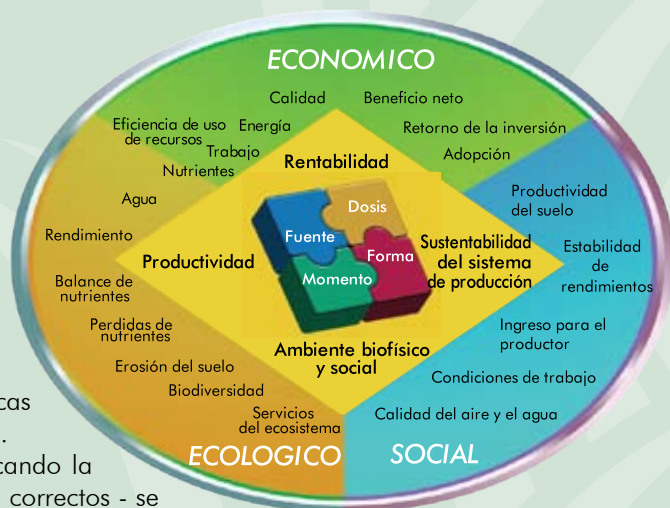 ECONOMICO
Calidad
Beneficio neto
Eficiencia de uso
de recursos
Energía
Retorno de la inversión
Trabajo
Adopción
Nutrientes
Rentabilidad
Agua
Productividad
del suelo
Dosis
Fuente
Forma
Momento
Rendimiento
Productividad
Sustentabilidad
del sistema
de producción
Estabilidad
de
rendimientos
Balance de
nutrientes
Perdidas de
nutrientes
Ingreso para el
productor
Ambiente biofísico
y social
Erosión del suelo
Condiciones de trabajo
Biodiversidad
Servicios
del ecosistema
Calidad del aire y el agua
ECOLOGICO
SOCIAL
la
correctos - se